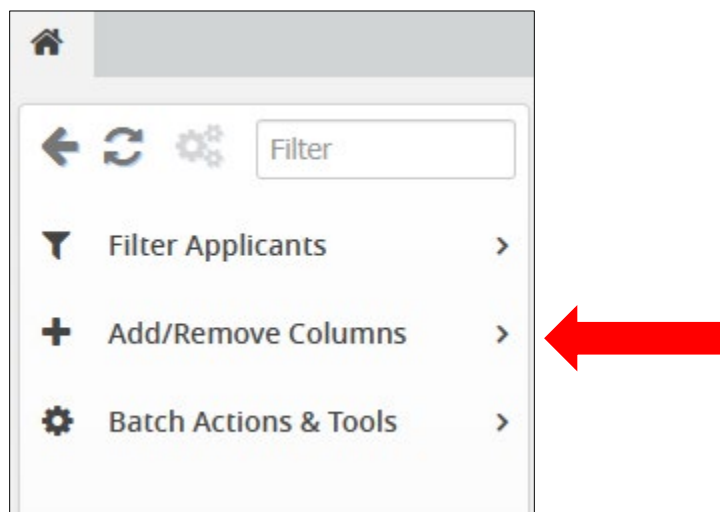 Filter
Filter Applicants
Add/Remove Columns
Batch Actions & Tools